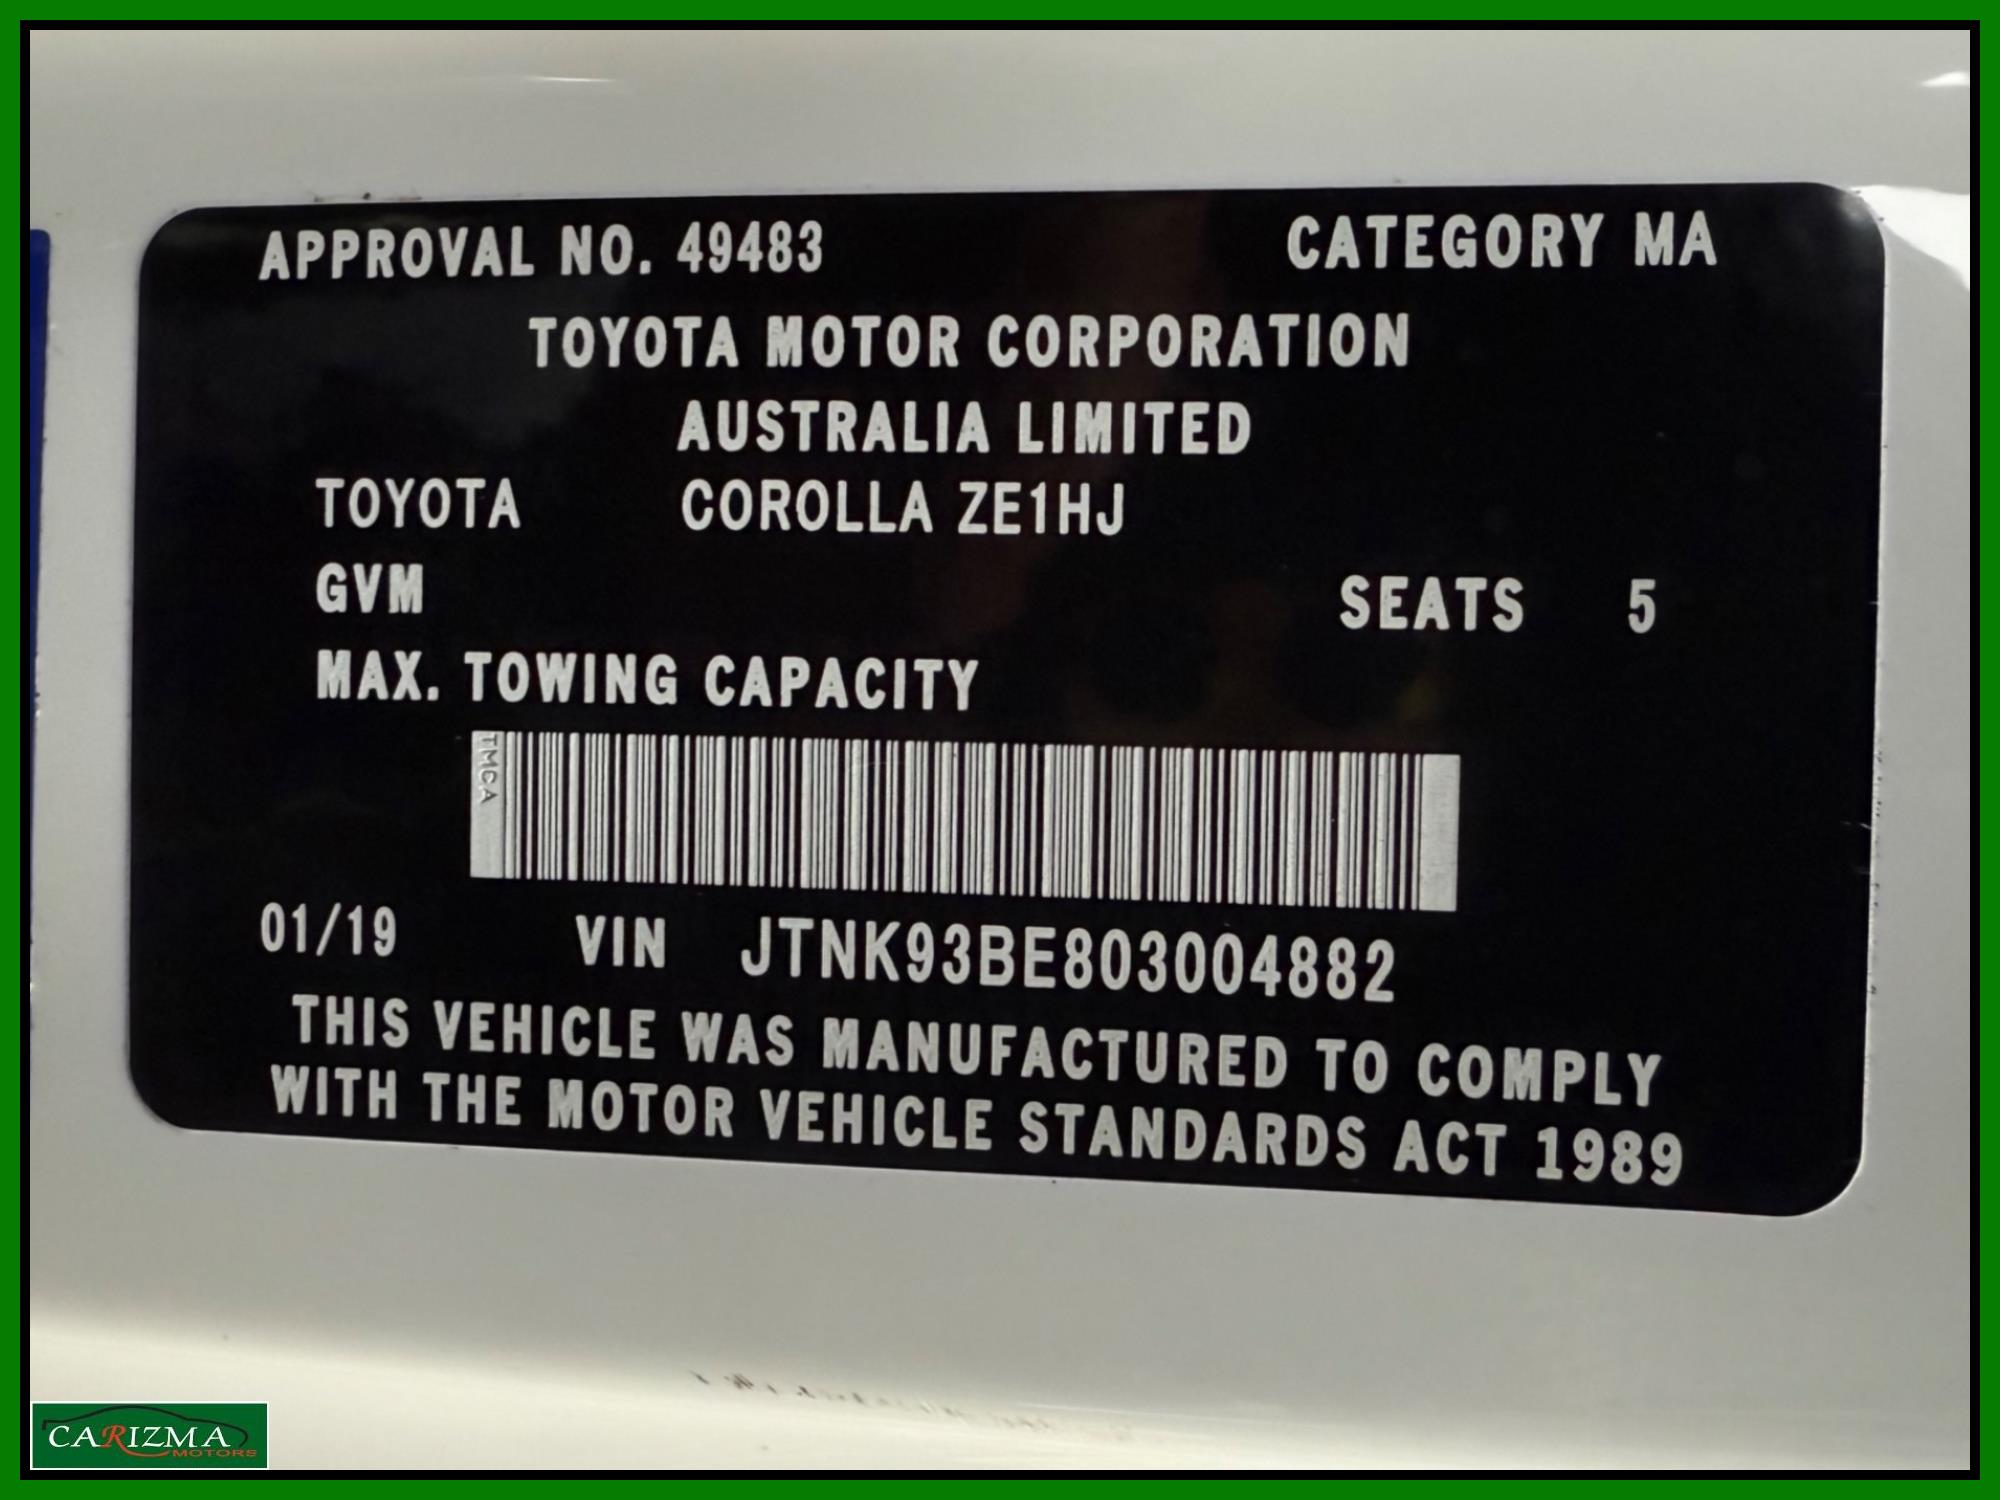 APPROVAL NO. 49483 CATEGORY MA
TOYOTA MOTOR CORPORATION
AUSTRALIA LIMITED
TOYOTA COROLLA ZE1HJ
GVM SEATS 5
MAX. TOWING CAPACITY
TMCA
01/19 VIN JTNK93BE803004882
THIS VEHICLE WAS MANUFACTURED TO COMPLY
WITH THE MOTOR VEHICLE STANDARDS ACT 1989
CARIZMA
MOTORS